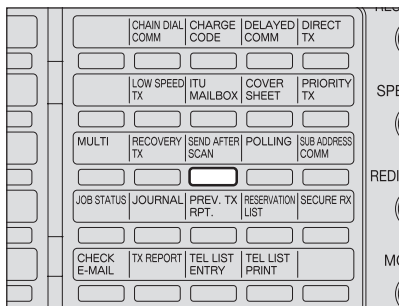 CHAIN DIAL COMM
CHARGE CODE
DELAYED COMM
DIRECT TX
LOW SPEED TX
ITU MAILBOX
COVER SHEET
PRIORITY TX
MULTI
RECOVERY TX
SEND AFTER SCAN
POLLING
SUB ADDRESS COMM
JOB STATUS
JOURNAL
PREV. TX RPT.
RESERVATION LIST
SECURE RX
CHECK E-MAIL
TX REPORT
TEL LIST ENTRY
TEL LIST PRINT
SPE
REDI
MO